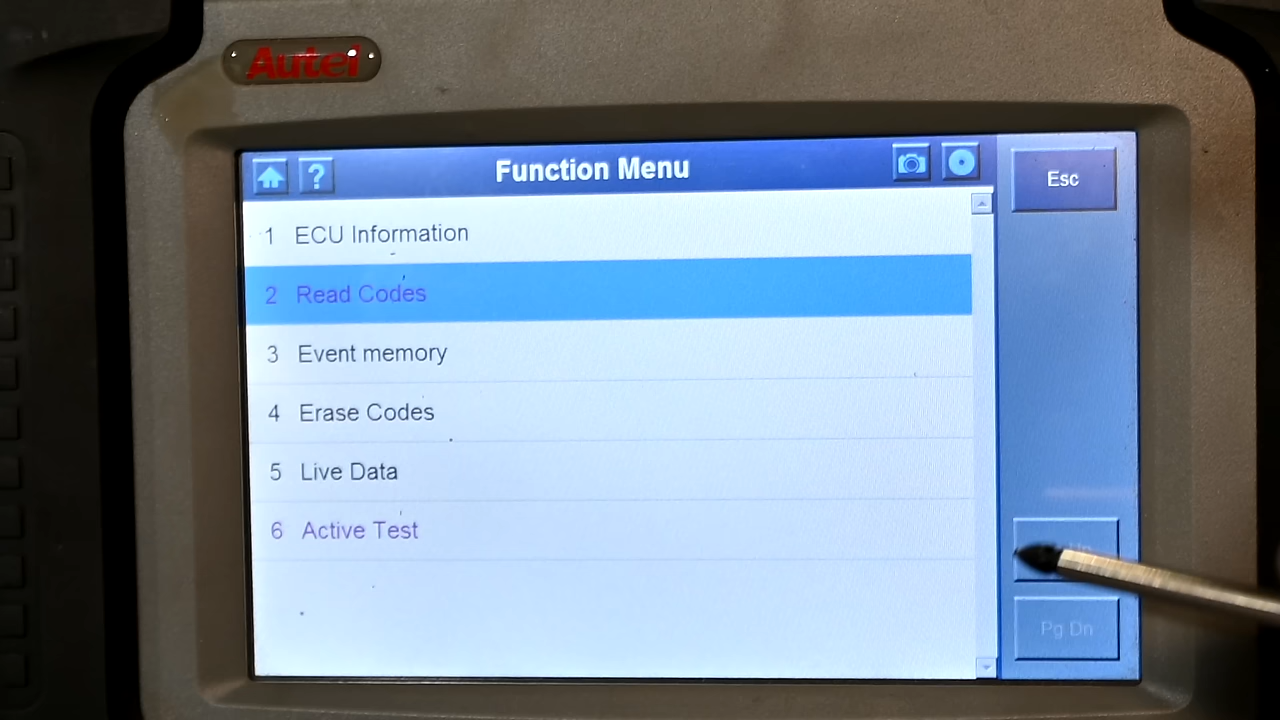 Autel
Function Menu
Esc
1 ECU Information
2 Read Codes
3 Event memory
4 Erase Codes
5 Live Data
6 Active Test
Pg Dn